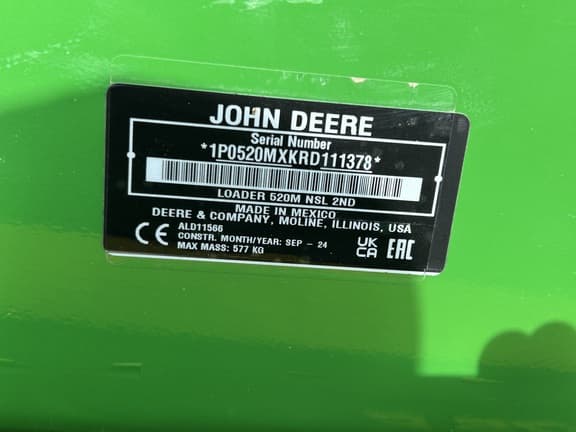 JOHN DEERE
Serial Number
*1P0520MXKRD111378*
LOADER 520M NSL 2ND
MADE IN MEXICO
DEERE & COMPANY, MOLINE, ILLINOIS, USA
ALD11566
CE CONSTR. MONTH/YEAR: SEP - 24 UK CA EAC
MAX MASS: 577 KG